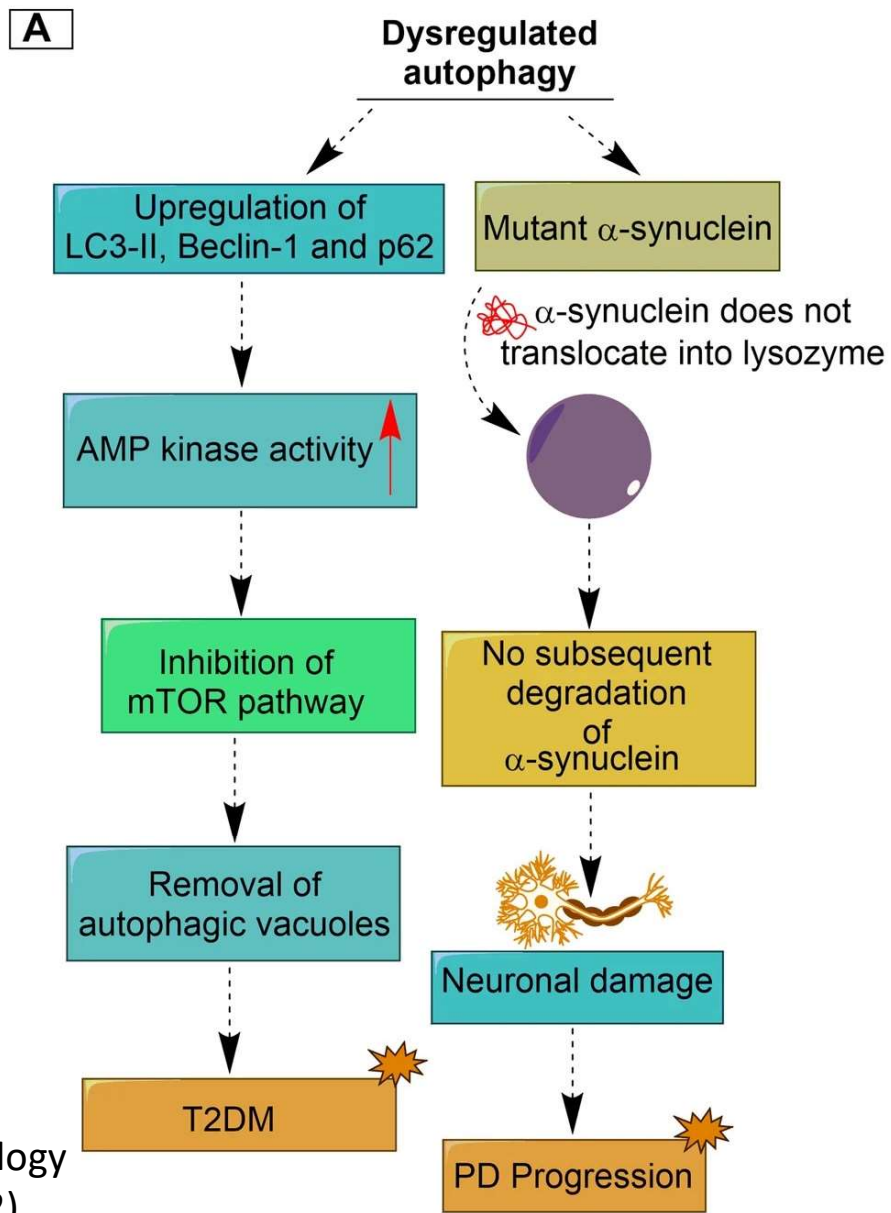 A
Dysregulated
autophagy
Upregulation of
LC3-II, Beclin-1 and p62
AMP kinase activity
Inhibition of
mTOR pathway
Removal of
autophagic vacuoles
T2DM
Mutant α-synuclein
α-synuclein does not
translocate into lysozyme
No subsequent
degradation
of
α-synuclein
Neuronal damage
PD Progression